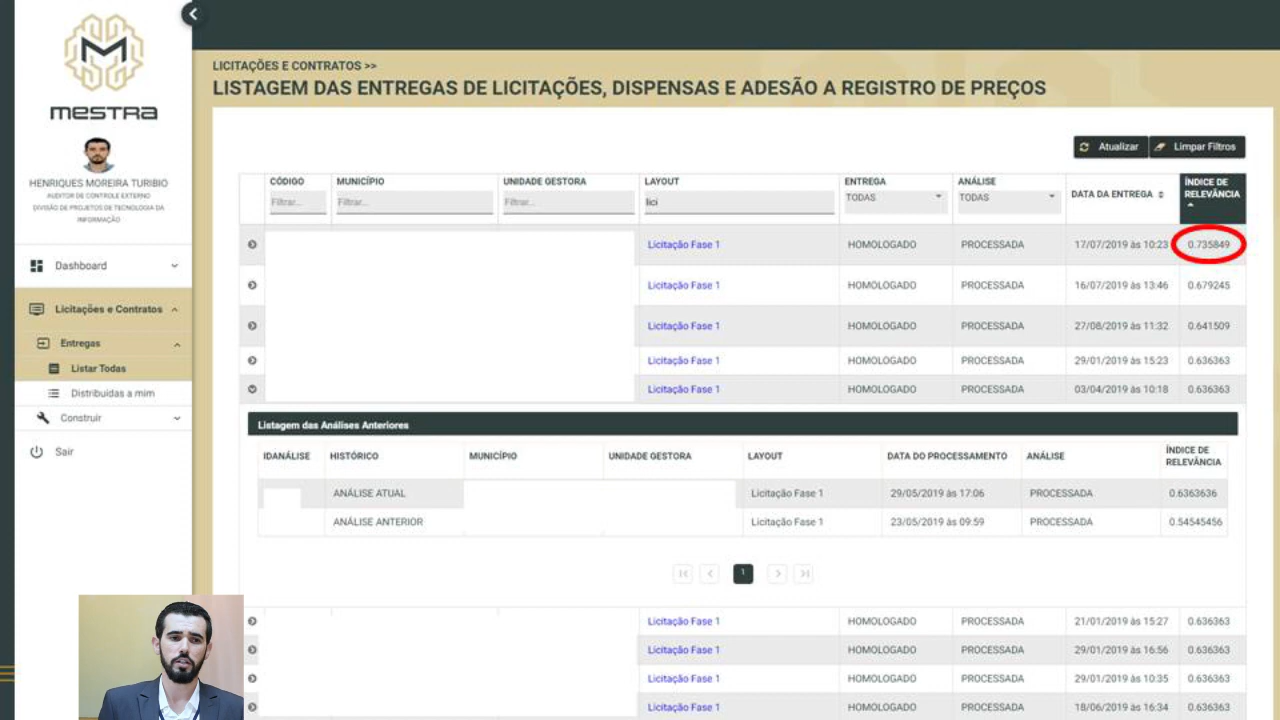 MESTRA
HENRIQUES MOREIRA TURIBIO
AUDITOR DE CONTROLE EXTERNO
DIVISÃO DE PROJETOS DE TECNOLOGIA DA
INFORMAÇÃO
Dashboard
Licitações e Contratos
Entregas
Listar Todas
Distribuidas a mim
Construir
Sair
LICITAÇÕES E CONTRATOS >>
LISTAGEM DAS ENTREGAS DE LICITAÇÕES, DISPENSAS E ADESÃO A REGISTRO DE PREÇOS
Atualizar Limpar Filtros
CÓDIGO MUNICÍPIO UNIDADE GESTORA LAYOUT ENTREGA ANÁLISE DATA DA ENTREGA ÍNDICE DE RELEVÂNCIA
Filtrar... Filtrar... Filtrar... lici TODAS TODAS
Licitação Fase 1 HOMOLOGADO PROCESSADA 17/07/2019 às 10:23 0.735849
Licitação Fase 1 HOMOLOGADO PROCESSADA 16/07/2019 às 13:46 0.679245
Licitação Fase 1 HOMOLOGADO PROCESSADA 27/08/2019 às 11:32 0.641509
Licitação Fase 1 HOMOLOGADO PROCESSADA 29/01/2019 às 15:23 0.636363
Licitação Fase 1 HOMOLOGADO PROCESSADA 03/04/2019 às 10:18 0.636363
Listagem das Análises Anteriores
IDANÁLISE HISTÓRICO MUNICÍPIO UNIDADE GESTORA LAYOUT DATA DO PROCESSAMENTO ANÁLISE ÍNDICE DE RELEVÂNCIA
ANÁLISE ATUAL Licitação Fase 1 29/05/2019 às 17:06 PROCESSADA 0.6363636
ANÁLISE ANTERIOR Licitação Fase 1 23/05/2019 às 09:59 PROCESSADA 0.54545456
1
Licitação Fase 1 HOMOLOGADO PROCESSADA 21/01/2019 às 15:27 0.636363
Licitação Fase 1 HOMOLOGADO PROCESSADA 29/01/2019 às 16:56 0.636363
Licitação Fase 1 HOMOLOGADO PROCESSADA 29/01/2019 às 10:35 0.636363
Licitação Fase 1 HOMOLOGADO PROCESSADA 18/06/2019 às 16:34 0.636363